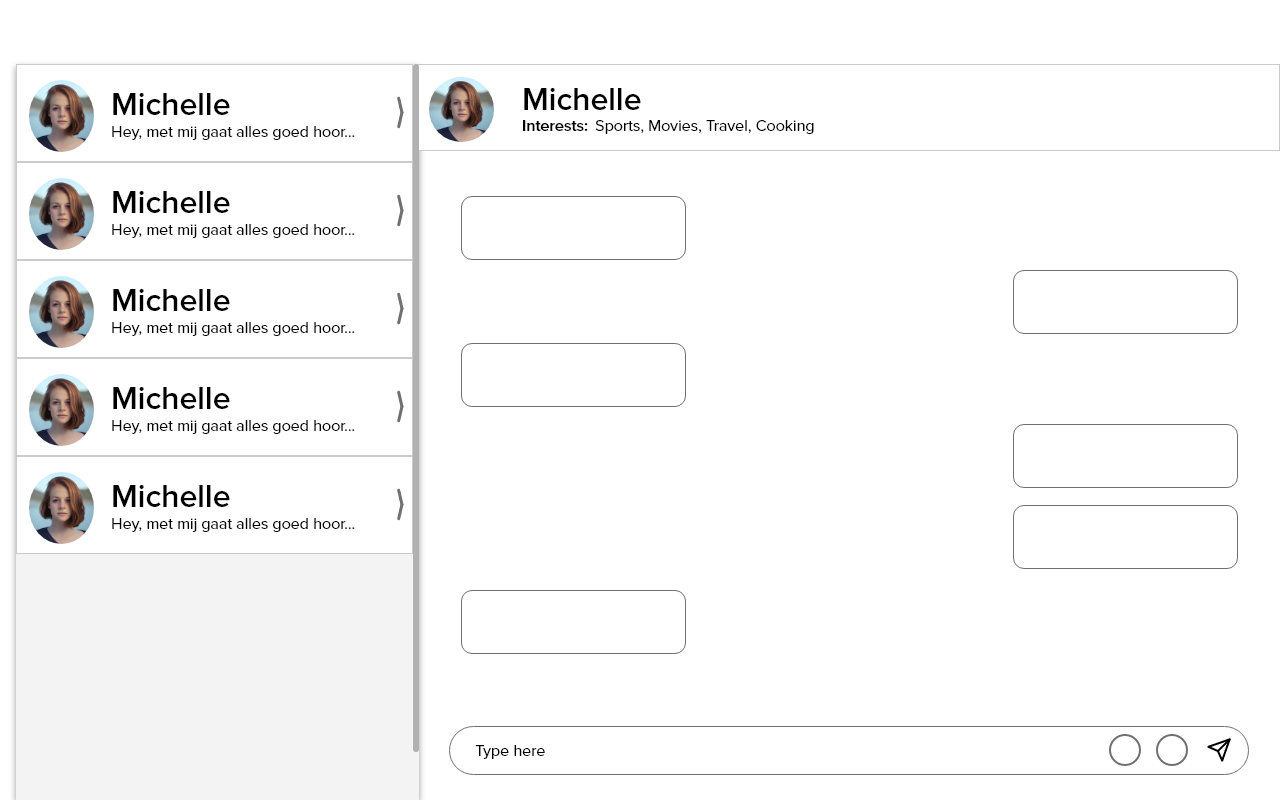 Michelle
Hey, met mij gaat alles goed hoor...
Michelle
Hey, met mij gaat alles goed hoor...
Michelle
Hey, met mij gaat alles goed hoor...
Michelle
Hey, met mij gaat alles goed hoor...
Michelle
Hey, met mij gaat alles goed hoor...
Michelle
Interests: Sports, Movies, Travel, Cooking
Type here